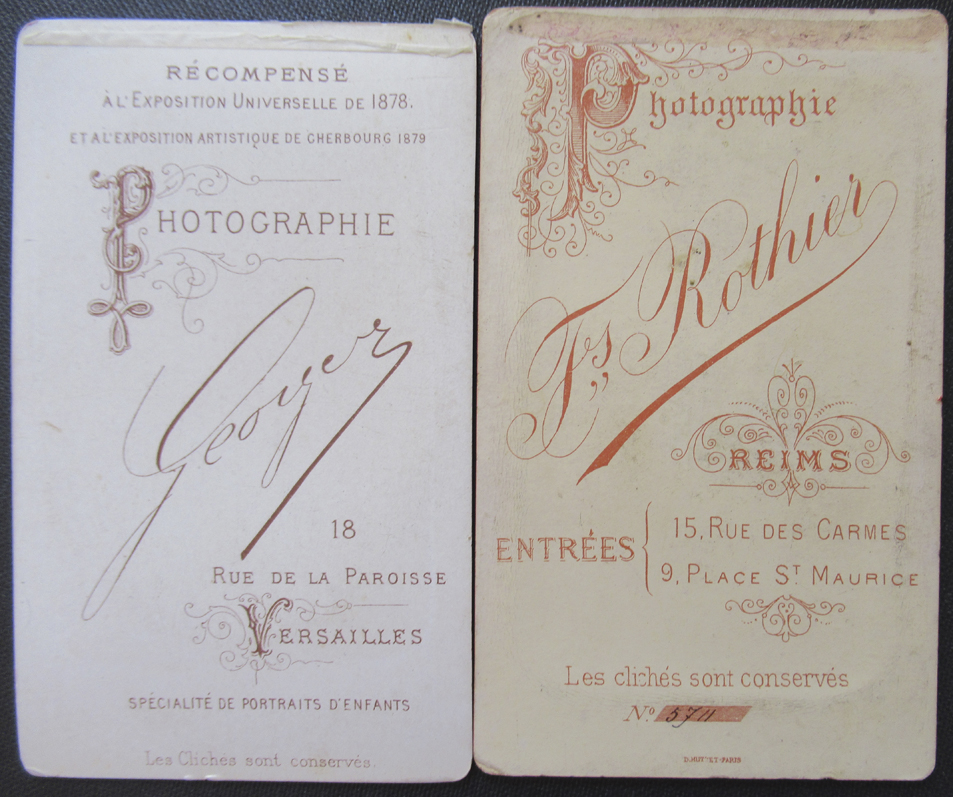 RÉCOMPENSÉ
À L'EXPOSITION UNIVERSELLE DE 1878.
ET A L'EXPOSITION ARTISTIQUE DE CHERBOURG 1879
PHOTOGRAPHIE
18
RUE DE LA PAROISSE
VERSAILLES
SPÉCIALITÉ DE PORTRAITS D'ENFANTS
Les Clichés sont conservés.
Photographie
Fs Rothier
REIMS
ENTRÉES
15, RUE DES CARMES
9, PLACE ST MAURICE
Les clichés sont conservés
No 5711